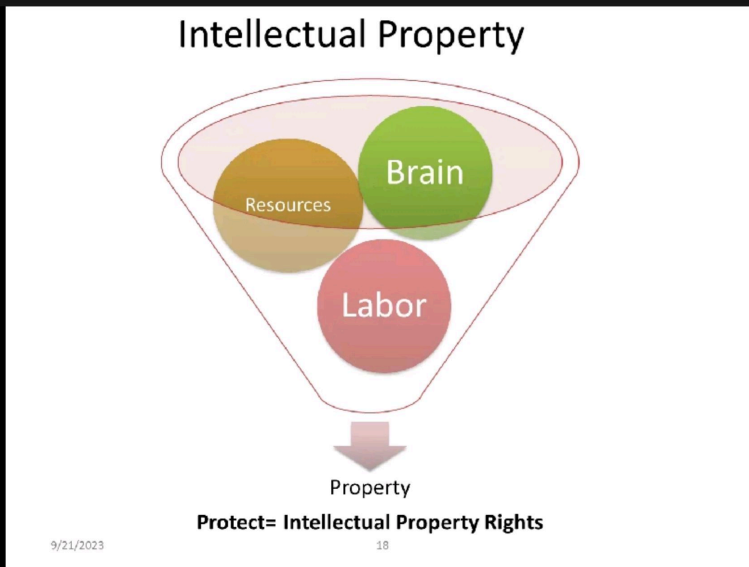 Intellectual Property
Brain
Resources
Labor
Property
Protect= Intellectual Property Rights
9/21/2023
18